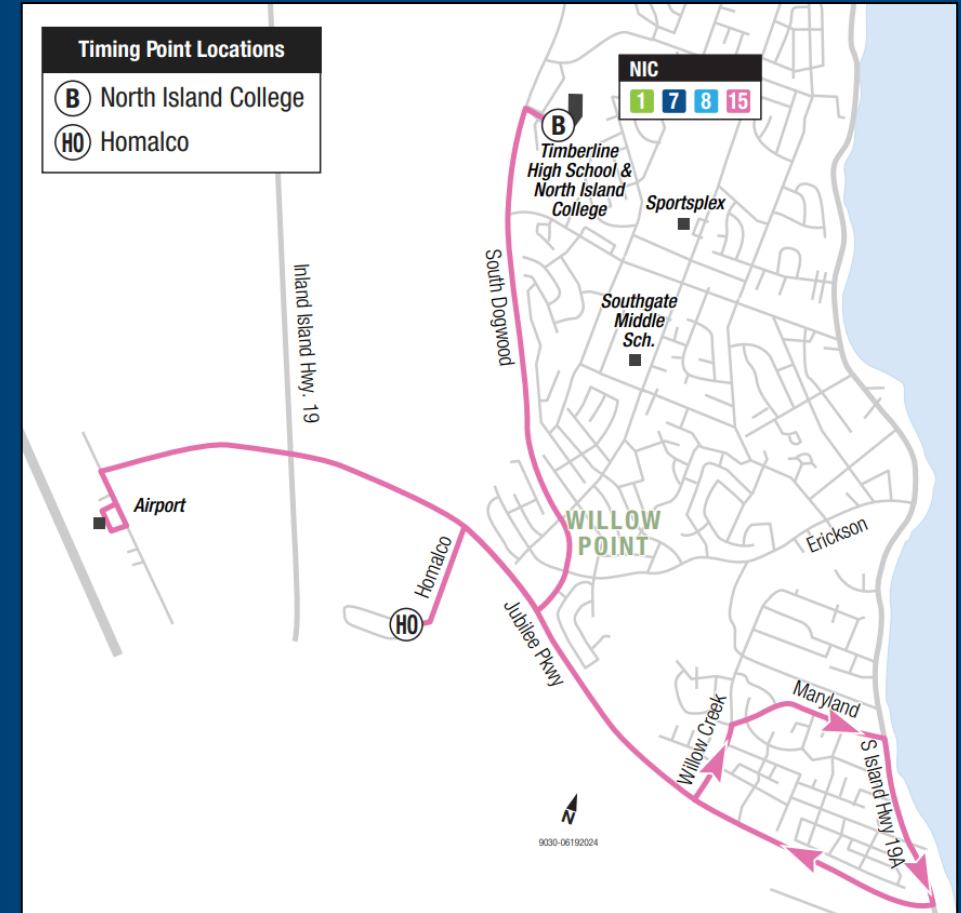 Timing Point Locations
B North Island College
HO Homalco
NIC
1 7 8 15
B
Timberline
High School &
North Island
College
Sportsplex
South Dogwood
Inland Island Hwy. 19
Southgate
Middle
Sch.
Airport
WILLOW
POINT
Erickson
Homalco
HO
Jubilee Pkwy
Willow Creek
Maryland
S Island Hwy 19A
N
9030-06192024